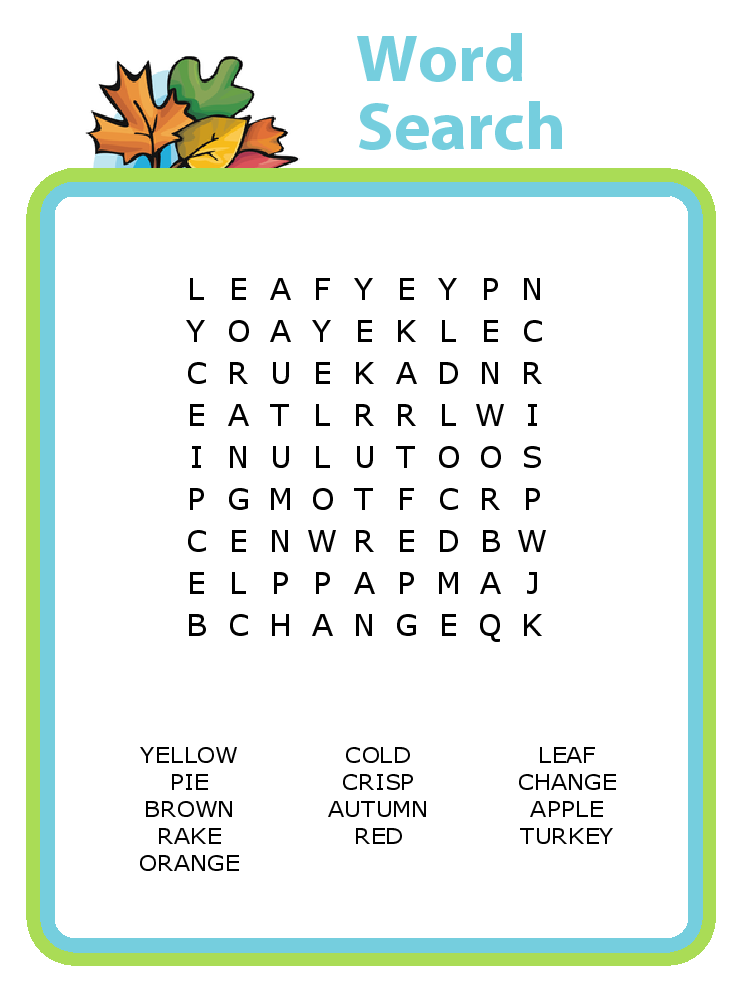 Word
Search
L E A F Y E Y P N
Y O A Y E K L E C
C R U E K A D N R
E A T L R R L W I
I N U L U T O O S
P G M O T F C R P
C E N W R E D B W
E L P P A P M A J
B C H A N G E Q K
YELLOW COLD LEAF
PIE CRISP CHANGE
BROWN AUTUMN APPLE
RAKE RED TURKEY
ORANGE